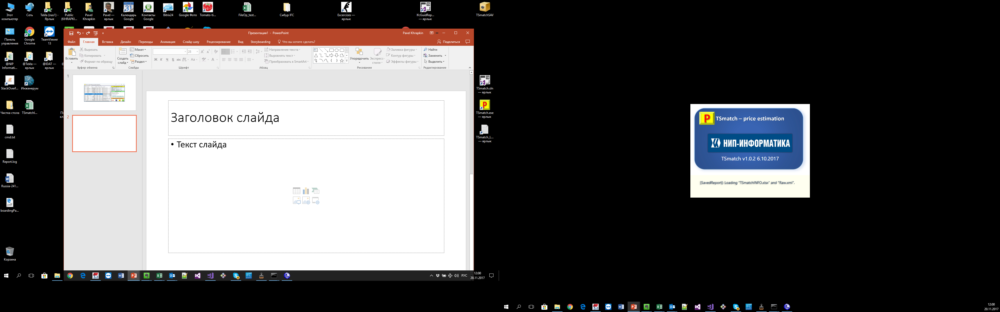 Этот компьютер
Сеть
Tekla (nas1) - Ярлык
Public (KHRAPKI...
Pavel Khrapkin
Pavel — ярлык
Календарь Google
Контакты Google
Bitrix24
Google Фото
Tomato-ti...
FileOp_test...
Сибур IFC
Excercizes — ярлык
IfcGuidRep... — ярлык
TSmatchSAV
Панель управления
Google Chrome
TeamViewer 13
@NIP Informati...
@Tekla — ярлык
@IDAT — ярлык
StackOverf...
Инженерум
Чистка стола
TSmatchI...
cmd.txt
Report.log
Russia-241...
boardingPa...
Корзина
TSmatch.sln — ярлык
TSmatch.exe — ярлык
TSmatch_L... — ярлык
Презентация1 - PowerPoint
Pavel Khrapkin
Файл Главная Вставка Дизайн Переходы Анимация Слайд-шоу Рецензирование Вид Storyboarding Что вы хотите сделать? Поделиться
Вставить
Вырезать
Копировать
Формат по образцу
Буфер обмена
Создать слайд
Макет
Сбросить
Раздел
Слайды
28
Ж К Ч S abc AV Aa A
Шрифт
Направление текста
Выровнять текст
Преобразовать в SmartArt
Абзац
Упорядочить
Экспресс-стили
Заливка фигуры
Контур фигуры
Эффекты фигуры
Рисование
Найти
Заменить
Выделить
Редактирование
1
2
Заголовок слайда
• Текст слайда
РУС
12:00
20.11.2017
P TSmatch – price estimation
НИП-ИНФОРМАТИКА
TSmatch v1.0.2 6.10.2017
[SavedReport]: Loading "TSmatchINFO.xlsx" and "Raw.xml".
12:00
20.11.2017